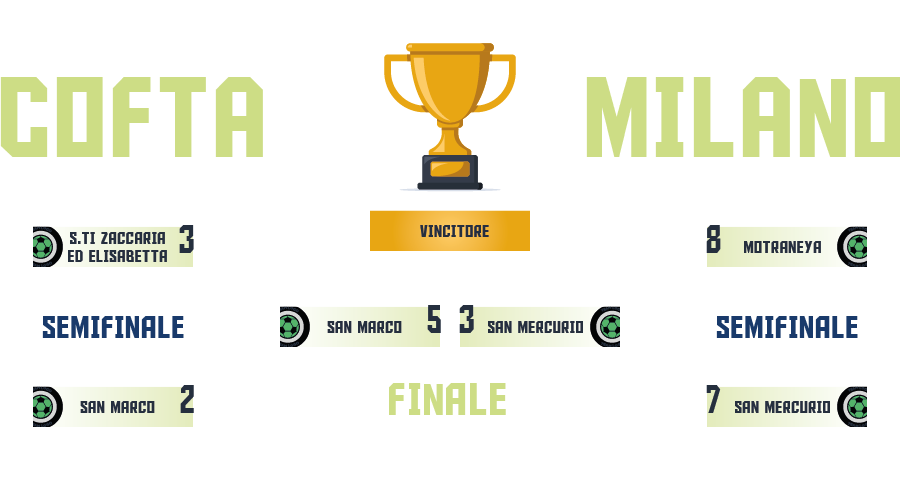 COFTA
MILANO
VINCITORE
S.TI ZACCARIA
ED ELISABETTA
3
8
MOTRANEYA
SEMIFINALE
SAN MARCO
5
3
SAN MERCURIO
SEMIFINALE
SAN MARCO
2
FINALE
7
SAN MERCURIO